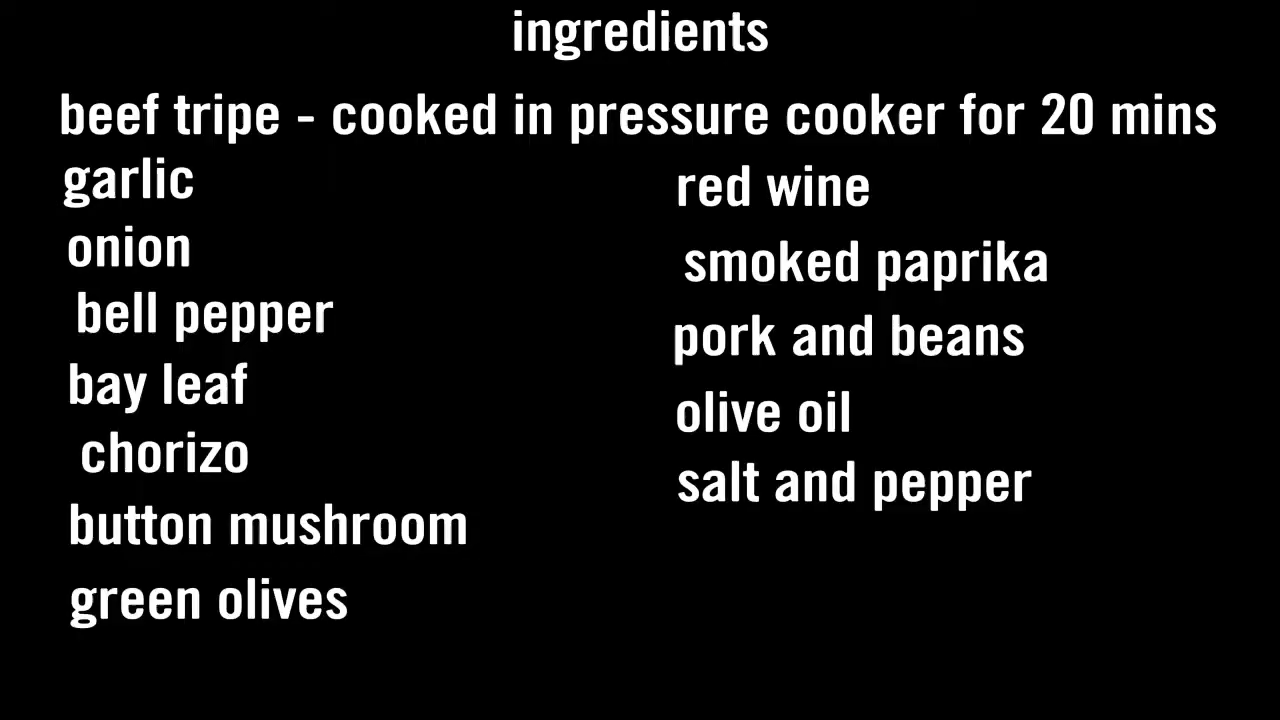 ingredients
beef tripe - cooked in pressure cooker for 20 mins
garlic
onion
bell pepper
bay leaf
chorizo
button mushroom
green olives
red wine
smoked paprika
pork and beans
olive oil
salt and pepper